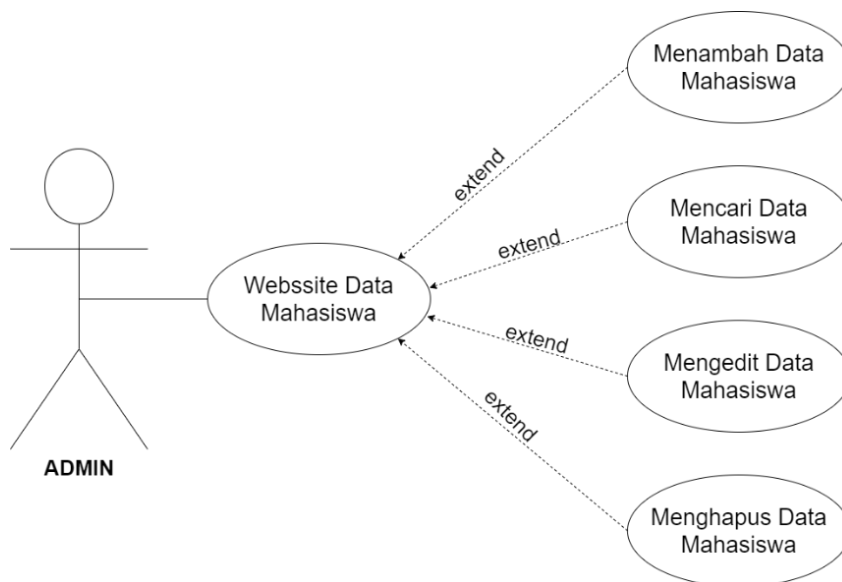 Menambah Data
Mahasiswa
extend
Mencari Data
Mahasiswa
extend
Webssite Data
Mahasiswa
extend
Mengedit Data
Mahasiswa
extend
ADMIN
Menghapus Data
Mahasiswa